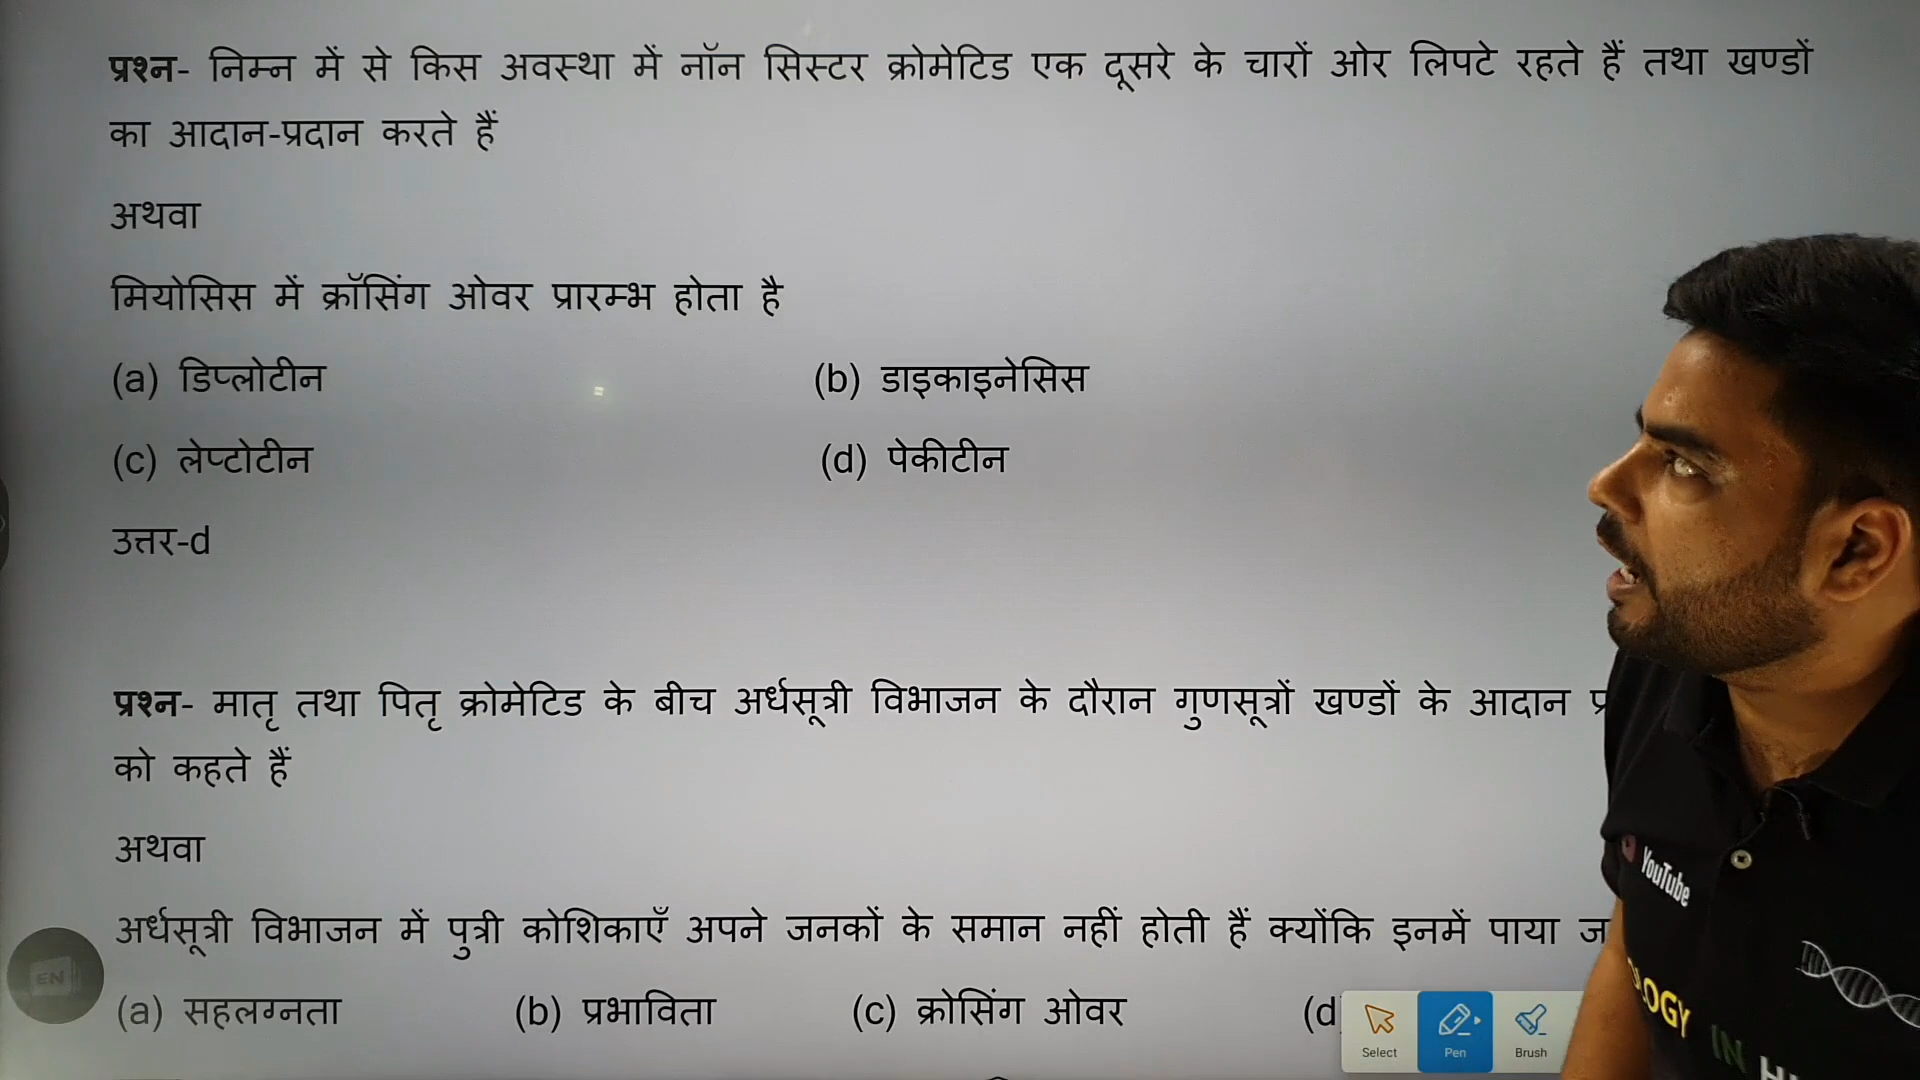 प्रश्न- निम्न में से किस अवस्था में नॉन सिस्टर क्रोमेटिड एक दूसरे के चारों ओर लिपटे रहते हैं तथा खण्डों
का आदान-प्रदान करते हैं
अथवा
मियोसिस में क्रॉसिंग ओवर प्रारम्भ होता है
(a) डिप्लोटीन (b) डाइकाइनेसिस
(c) लेप्टोटीन (d) पेकीटीन
उत्तर-d
प्रश्न- मातृ तथा पितृ क्रोमेटिड के बीच अर्धसूत्री विभाजन के दौरान गुणसूत्रों खण्डों के आदान
को कहते हैं
अथवा
अर्धसूत्री विभाजन में पुत्री कोशिकाएँ अपने जनकों के समान नहीं होती हैं क्योंकि इनमें पाया
(a) सहलग्नता (b) प्रभाविता (c) क्रोसिंग ओवर (d
Select Pen Brush
EN
YouTube
LOGY IN